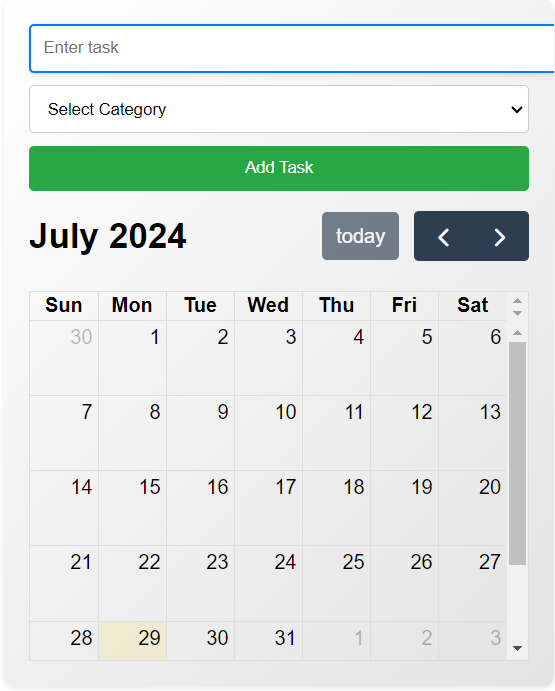 Enter task
Select Category
Add Task
July 2024 today
Sun Mon Tue Wed Thu Fri Sat
30 1 2 3 4 5 6
7 8 9 10 11 12 13
14 15 16 17 18 19 20
21 22 23 24 25 26 27
28 29 30 31 1 2 3